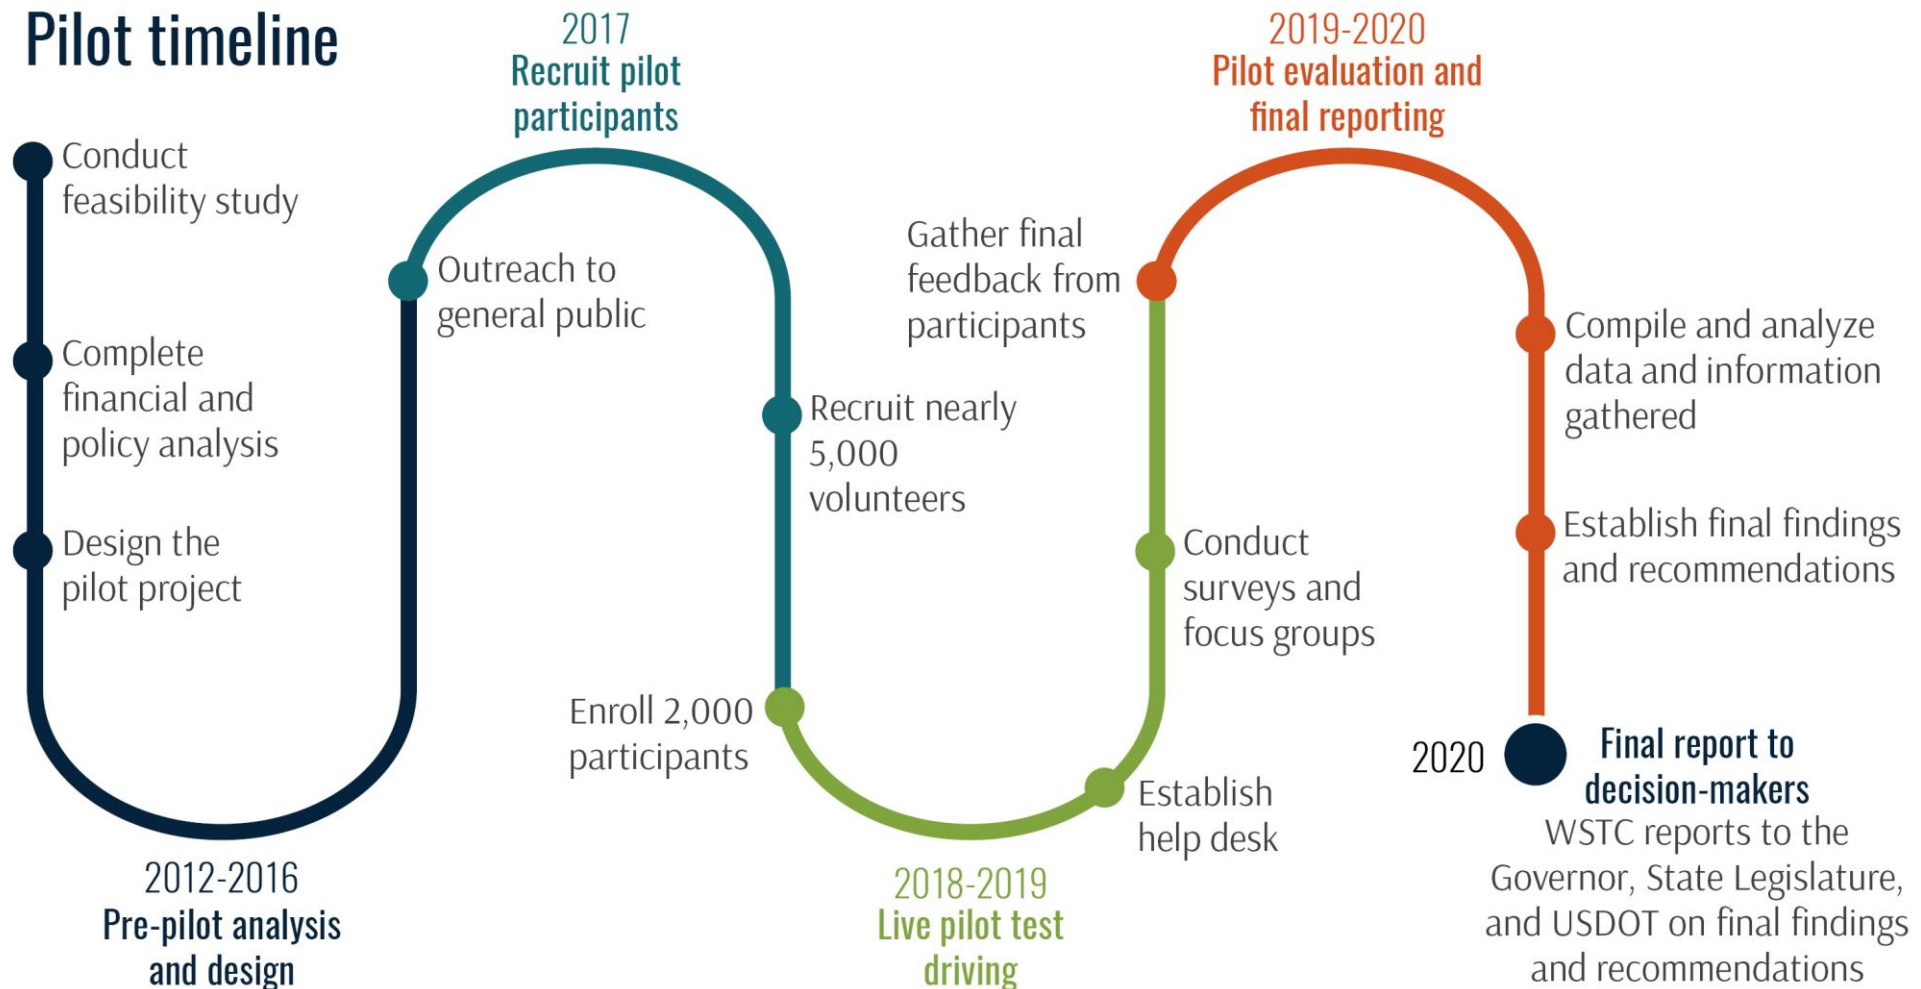 Pilot timeline
Conduct
feasibility study
Complete
financial and
policy analysis
Design the
pilot project
2012-2016
Pre-pilot analysis
and design
2017
Recruit pilot
participants
Outreach to
general public
Recruit nearly
5,000
volunteers
Enroll 2,000
participants
2018-2019
Live pilot test
driving
Establish
help desk
Conduct
surveys and
focus groups
Gather final
feedback from
participants
2019-2020
Pilot evaluation and
final reporting
Compile and analyze
data and information
gathered
Establish final findings
and recommendations
2020
Final report to
decision-makers
WSTC reports to the
Governor, State Legislature,
and USDOT on final findings
and recommendations